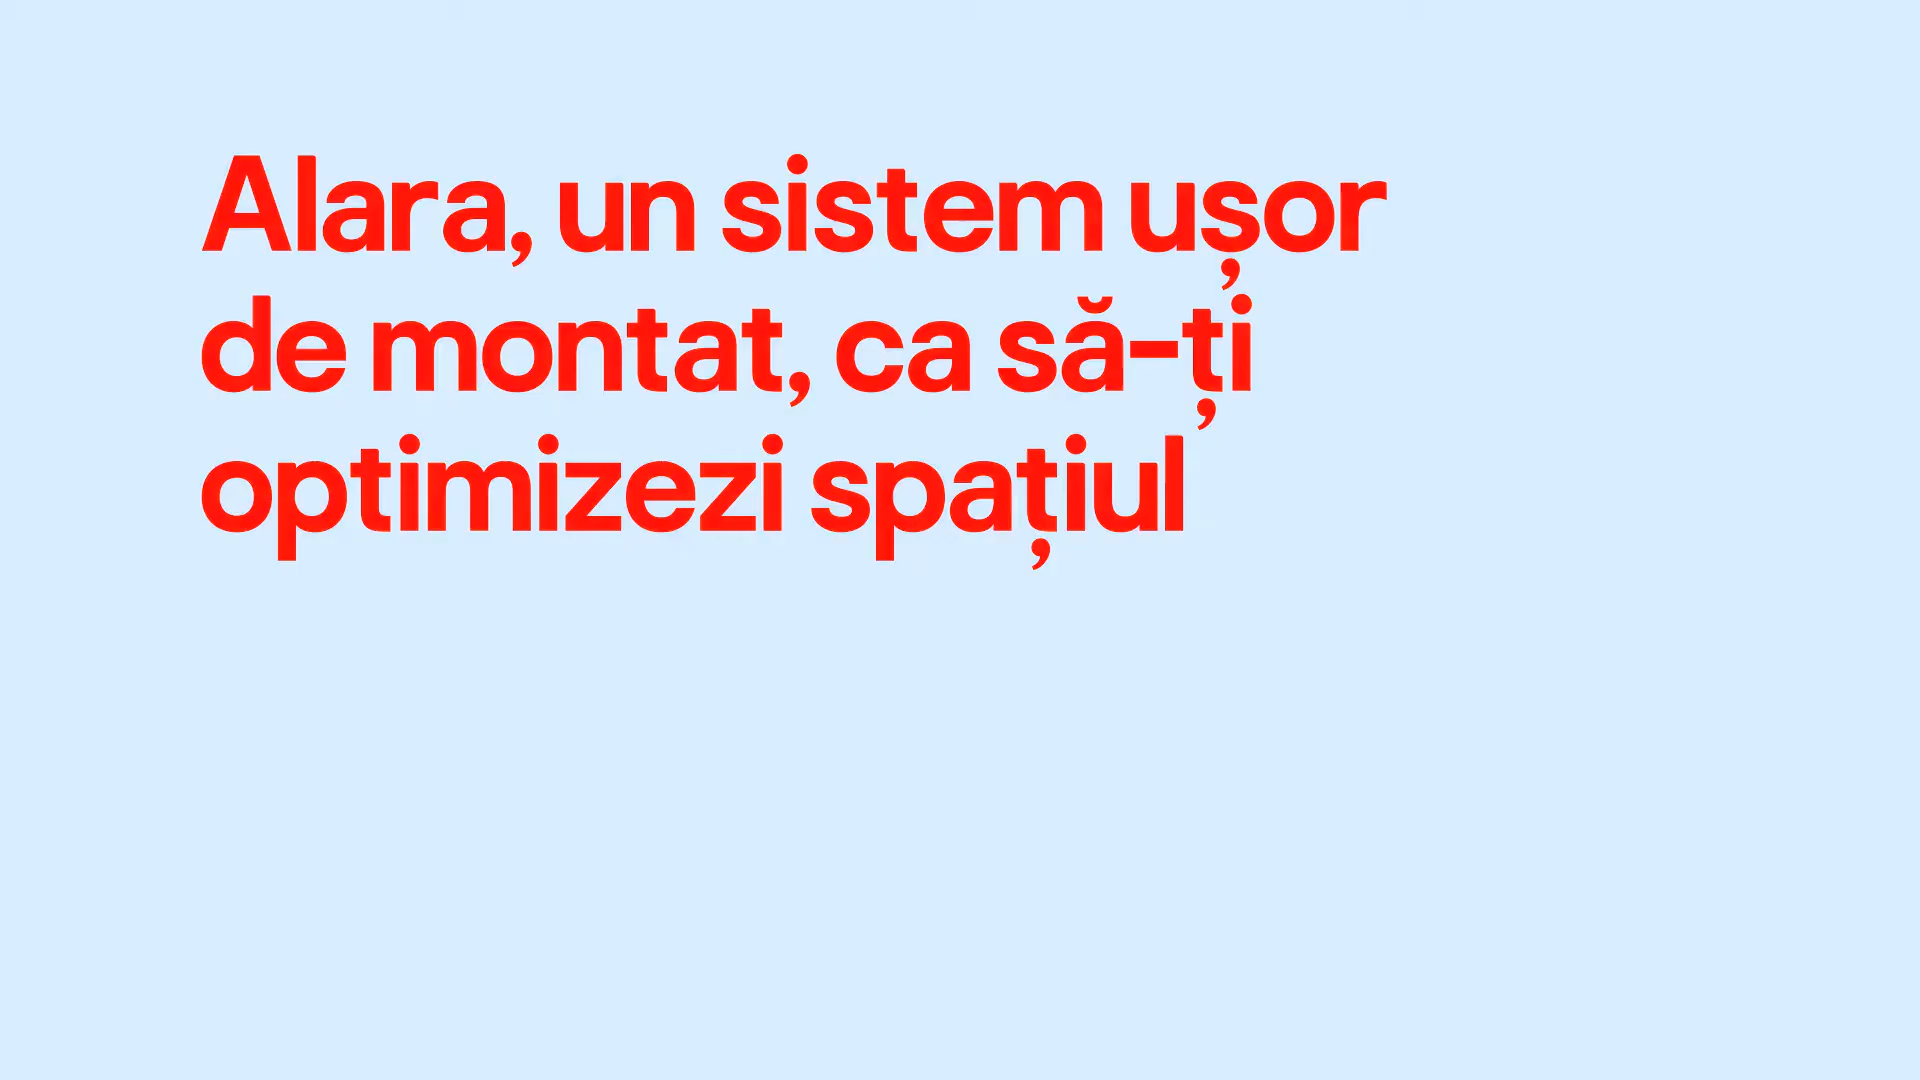 Alara, un sistem ușor
de montat, ca să-ți
optimizezi spațiul